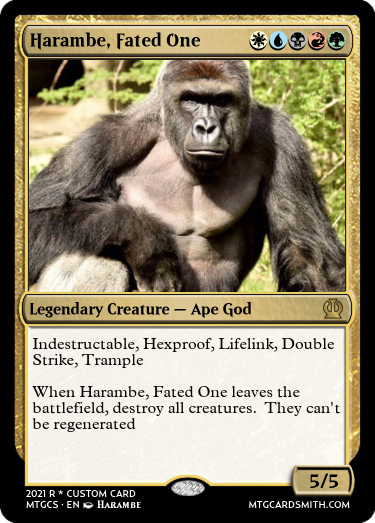 Harambe, Fated One
Legendary Creature — Ape God
Indestructable, Hexproof, Lifelink, Double
Strike, Trample
When Harambe, Fated One leaves the
battlefield, destroy all creatures.  They can't
be regenerated
5/5
2021 R * CUSTOM CARD
MTGCS · EN Harambe
MTGCARDSMITH.COM